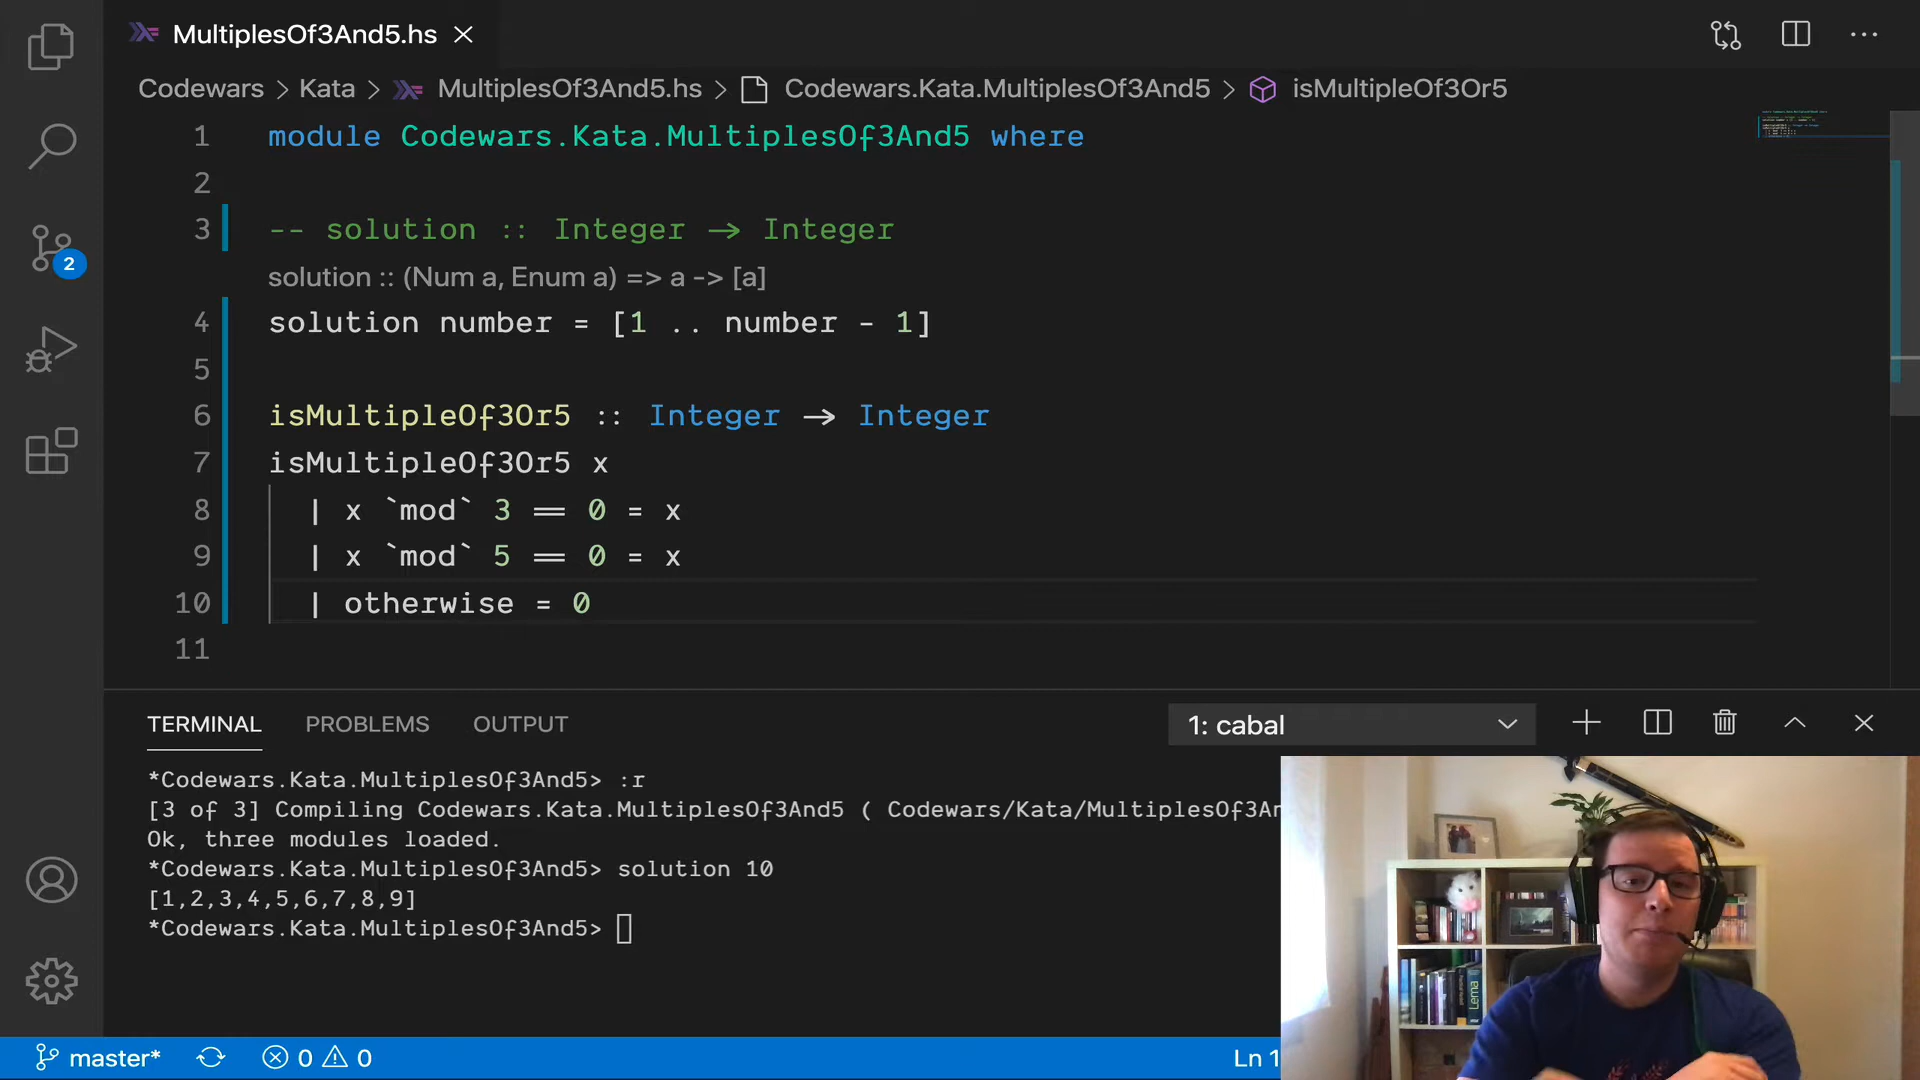 MultiplesOf3And5.hs
Codewars > Kata > MultiplesOf3And5.hs > Codewars.Kata.MultiplesOf3And5 > isMultipleOf3Or5
1 module Codewars.Kata.MultiplesOf3And5 where
2
3 -- solution :: Integer → Integer
solution :: (Num a, Enum a) => a -> [a]
4 solution number = [1 .. number - 1]
5
6 isMultipleOf3Or5 :: Integer → Integer
7 isMultipleOf3Or5 x
8 | x `mod` 3 == 0 = x
9 | x `mod` 5 == 0 = x
10 | otherwise = 0
11
2
TERMINAL PROBLEMS OUTPUT 1: cabal
*Codewars.Kata.MultiplesOf3And5> :r
[3 of 3] Compiling Codewars.Kata.MultiplesOf3And5 ( Codewars/Kata/MultiplesOf3An
Ok, three modules loaded.
*Codewars.Kata.MultiplesOf3And5> solution 10
[1,2,3,4,5,6,7,8,9]
*Codewars.Kata.MultiplesOf3And5>
Lema
master* 0 0 Ln 1